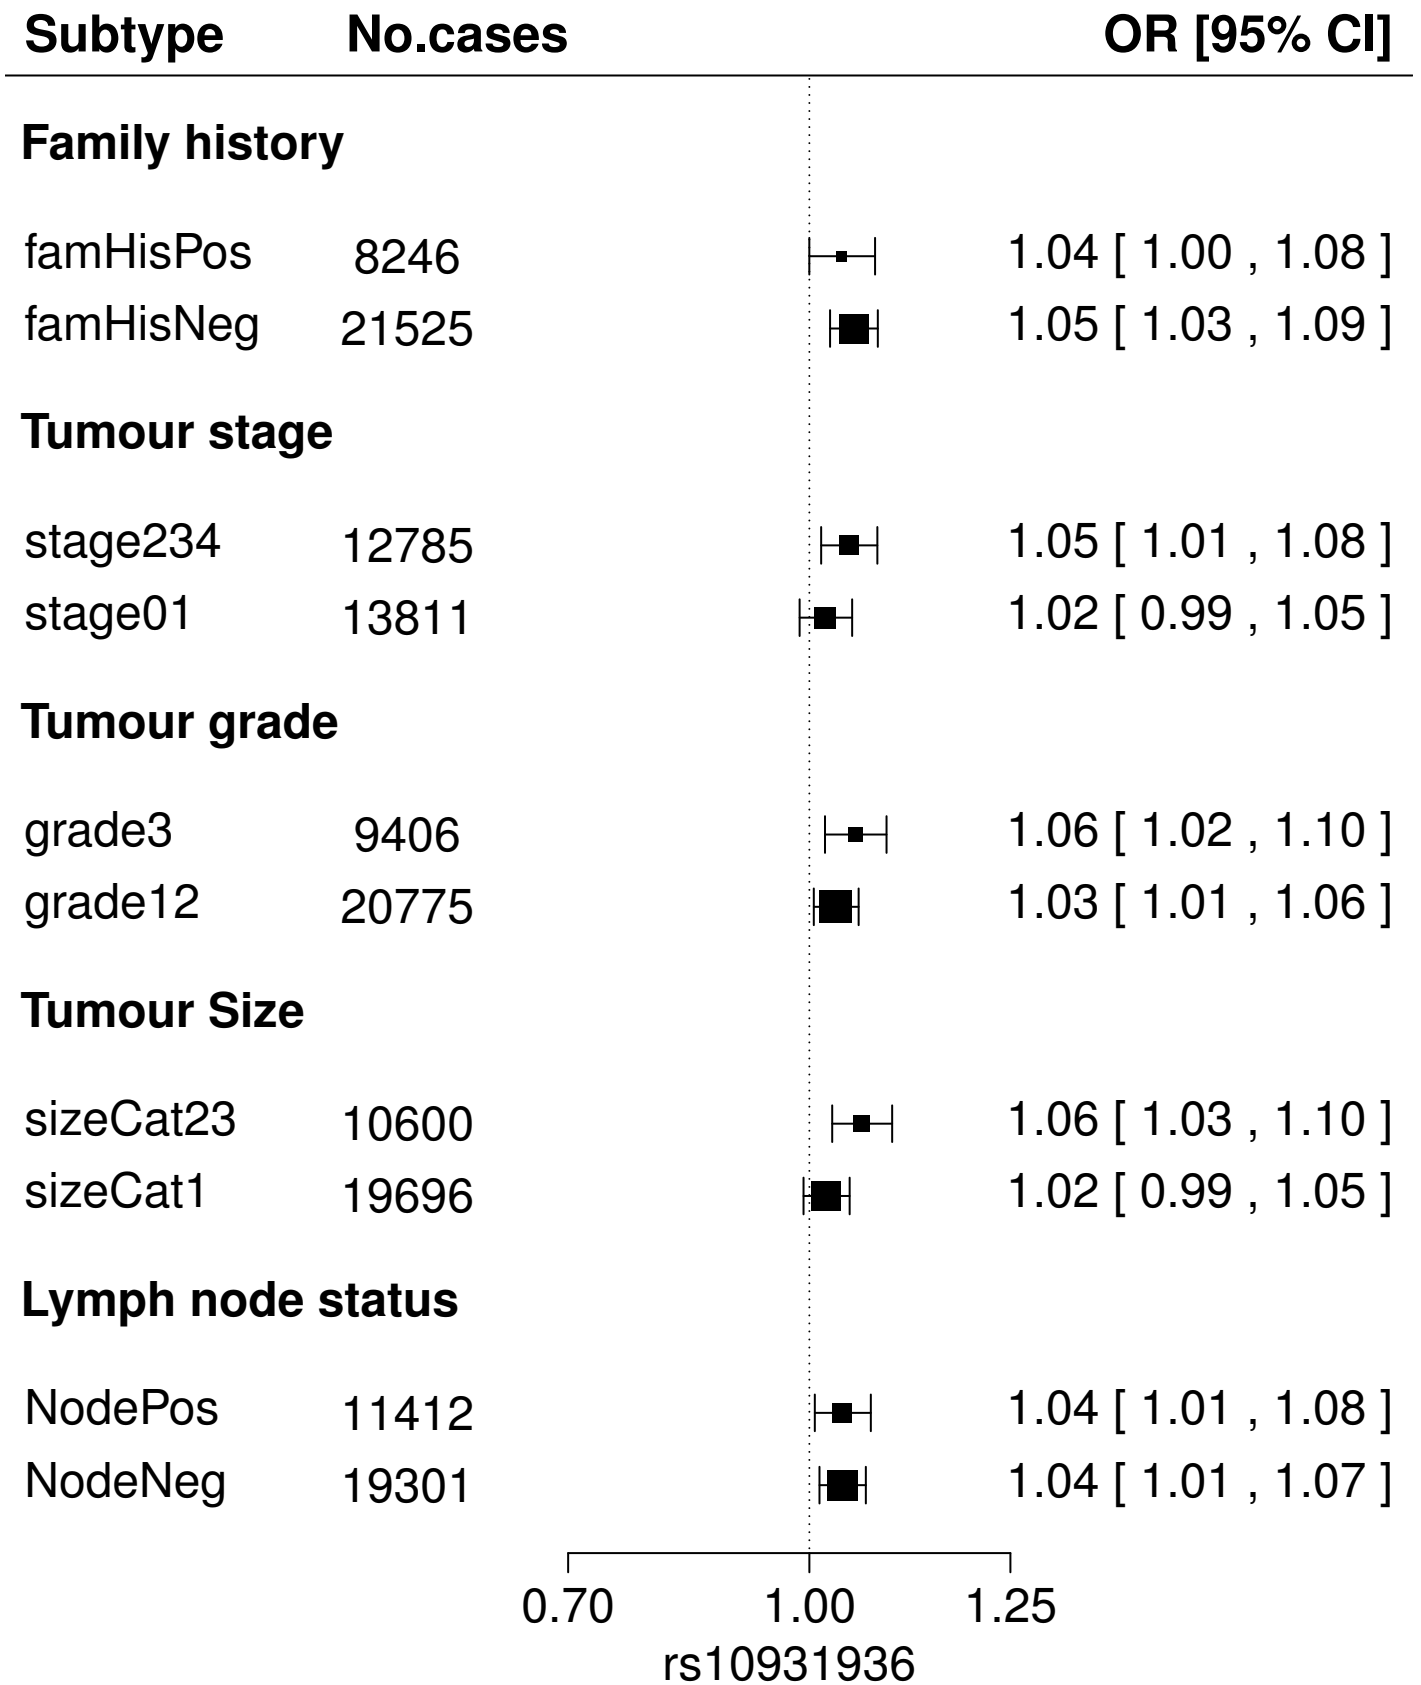 Subtype No.cases OR [95% CI]
Family history
famHisPos 8246 1.04 [ 1.00 , 1.08 ]
famHisNeg 21525 1.05 [ 1.03 , 1.09 ]
Tumour stage
stage234 12785 1.05 [ 1.01 , 1.08 ]
stage01 13811 1.02 [ 0.99 , 1.05 ]
Tumour grade
grade3 9406 1.06 [ 1.02 , 1.10 ]
grade12 20775 1.03 [ 1.01 , 1.06 ]
Tumour Size
sizeCat23 10600 1.06 [ 1.03 , 1.10 ]
sizeCat1 19696 1.02 [ 0.99 , 1.05 ]
Lymph node status
NodePos 11412 1.04 [ 1.01 , 1.08 ]
NodeNeg 19301 1.04 [ 1.01 , 1.07 ]
0.70 1.00 1.25
rs10931936